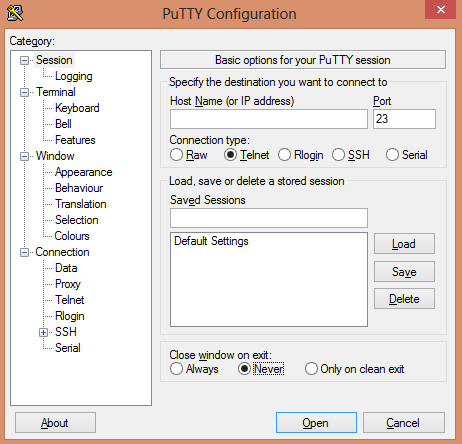 PuTTY Configuration
Category:
Session
Logging
Terminal
Keyboard
Bell
Features
Window
Appearance
Behaviour
Translation
Selection
Colours
Connection
Data
Proxy
Telnet
Rlogin
SSH
Serial
Basic options for your PuTTY session
Specify the destination you want to connect to
Host Name (or IP address) Port
23
Connection type:
Raw Telnet Rlogin SSH Serial
Load, save or delete a stored session
Saved Sessions
Default Settings
Load
Save
Delete
Close window on exit:
Always Never Only on clean exit
About Open Cancel